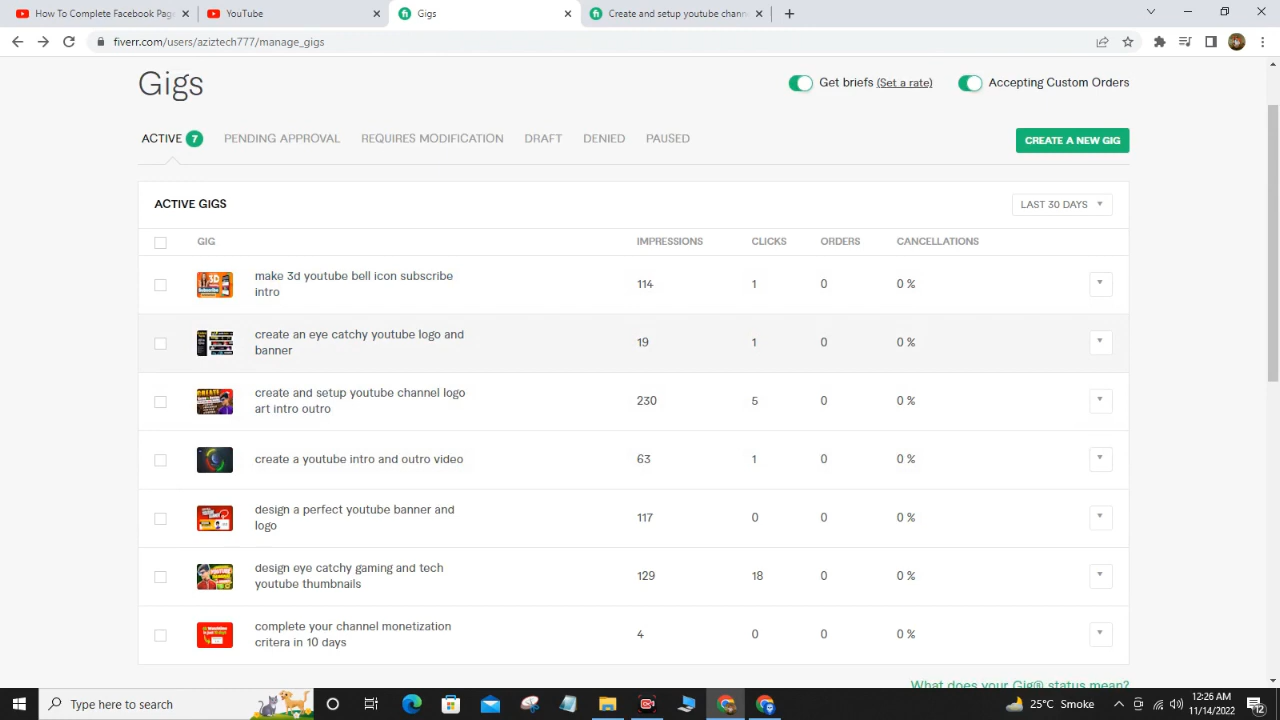 How To Complete Facebook Page
YouTube
Gigs
Create and setup youtube chann
fiverr.com/users/aziztech777/manage_gigs
Gigs
Get briefs (Set a rate)
Accepting Custom Orders
ACTIVE 7
PENDING APPROVAL
REQUIRES MODIFICATION
DRAFT
DENIED
PAUSED
CREATE A NEW GIG
ACTIVE GIGS
LAST 30 DAYS
GIG IMPRESSIONS CLICKS ORDERS CANCELLATIONS
make 3d youtube bell icon subscribe
intro
114 1 0 0 %
create an eye catchy youtube logo and
banner
19 1 0 0 %
create and setup youtube channel logo
art intro outro
230 5 0 0 %
create a youtube intro and outro video
63 1 0 0 %
design a perfect youtube banner and
logo
117 0 0 0 %
design eye catchy gaming and tech
youtube thumbnails
129 18 0 0 %
complete your channel monetization
critera in 10 days
4 0 0 0 %
What does your Gig® status mean?
Type here to search
25°C Smoke
12:26 AM
11/14/2022
12